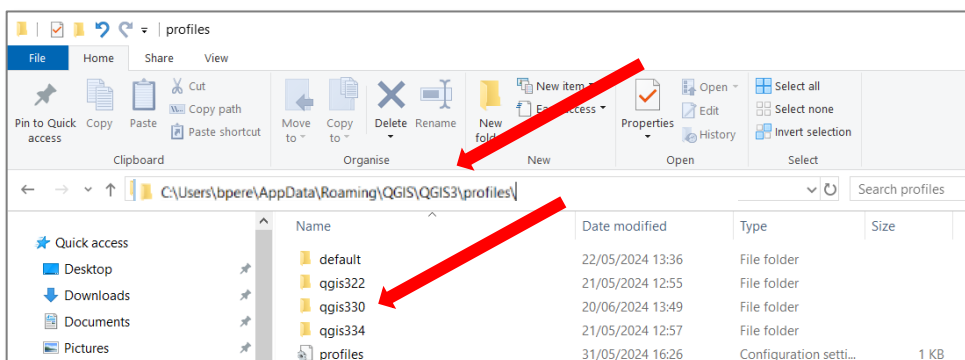 profiles
File Home Share View
Pin to Quick access
Copy
Paste
Cut
Copy path
Paste shortcut
Clipboard
Move to
Copy to
Delete
Rename
Organise
New
New item
New
Properties
Open
Edit
History
Open
Select all
Select none
Invert selection
Select
C:\Users\bpere\AppData\Roaming\QGIS\QGIS3\profiles\
Search profiles
Quick access
Desktop
Downloads
Documents
Pictures
Name Date modified Type Size
default 22/05/2024 13:36 File folder
qgis322 21/05/2024 12:55 File folder
qgis330 20/06/2024 13:49 File folder
qgis334 21/05/2024 12:57 File folder
profiles 31/05/2024 16:26 Configuration setti... 1 KB